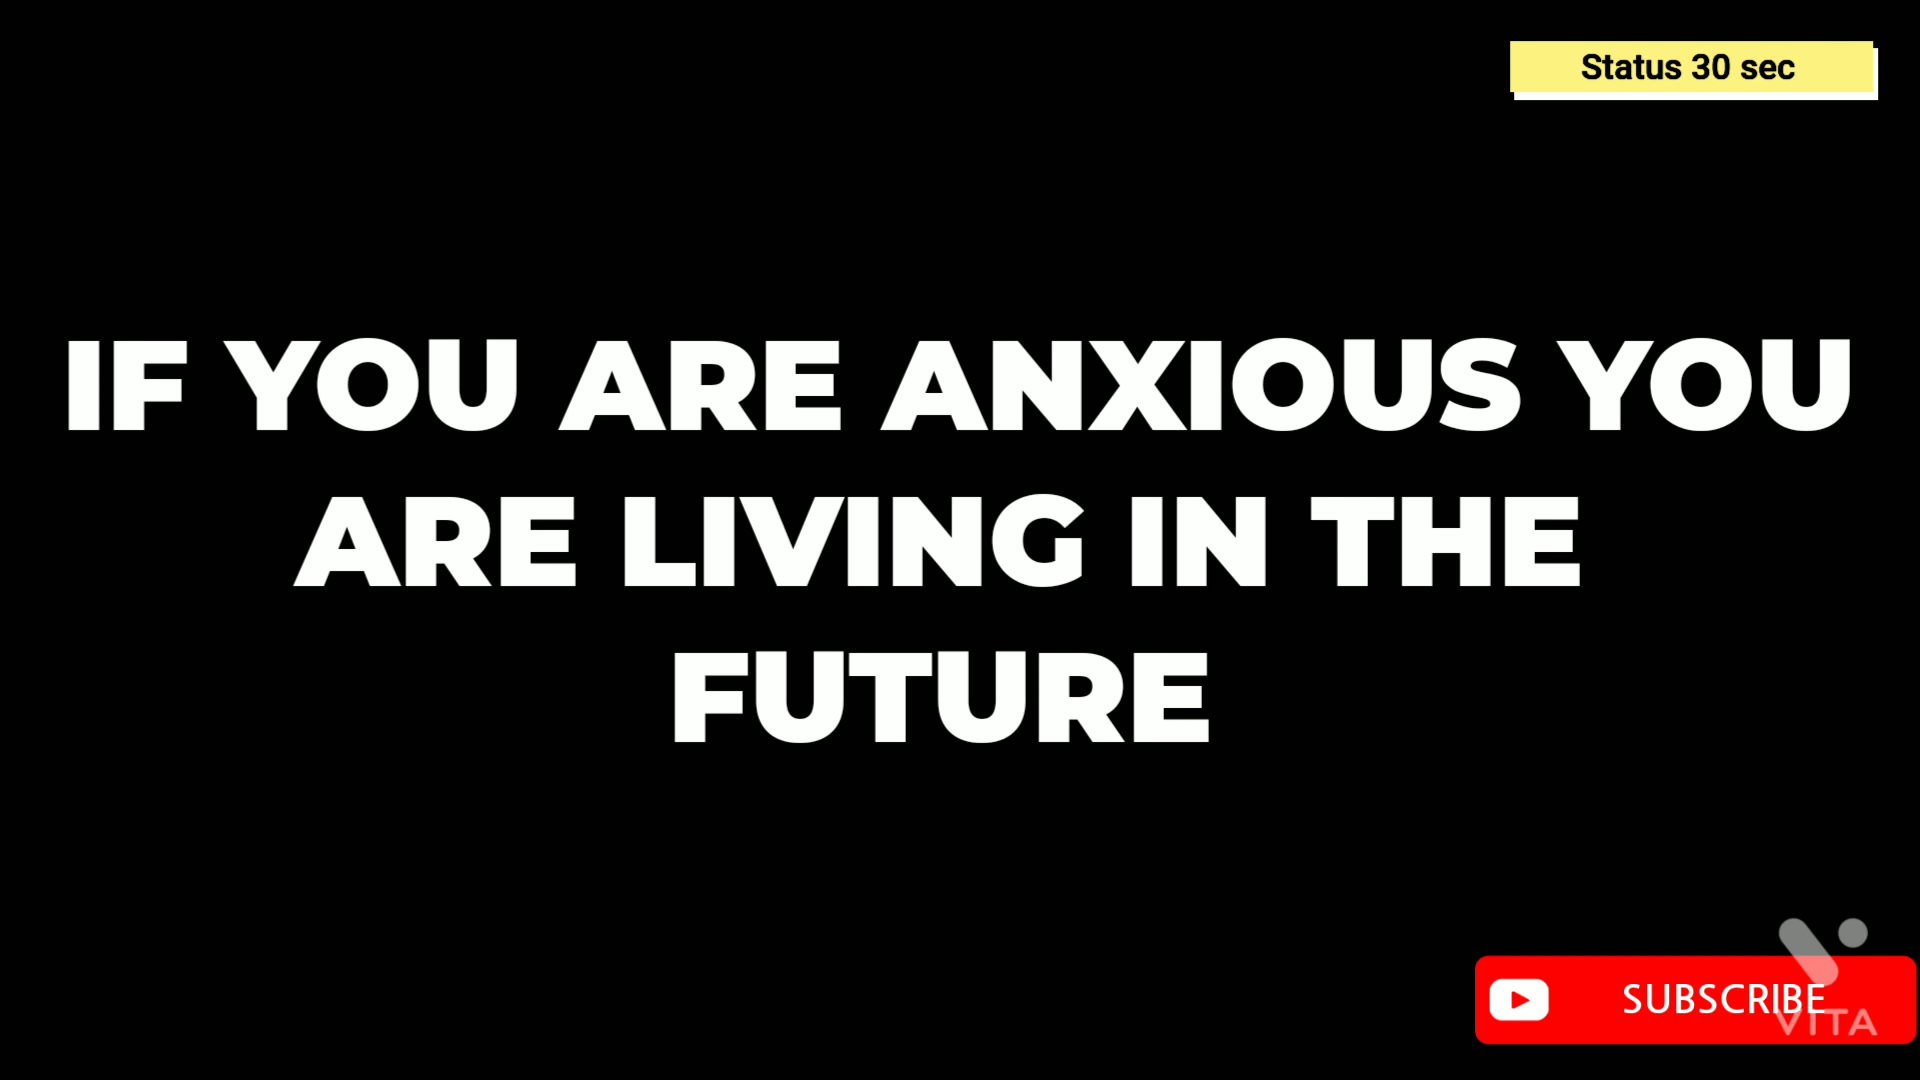 Status 30 sec
IF YOU ARE ANXIOUS YOU
ARE LIVING IN THE
FUTURE
SUBSCRIBE
VITA